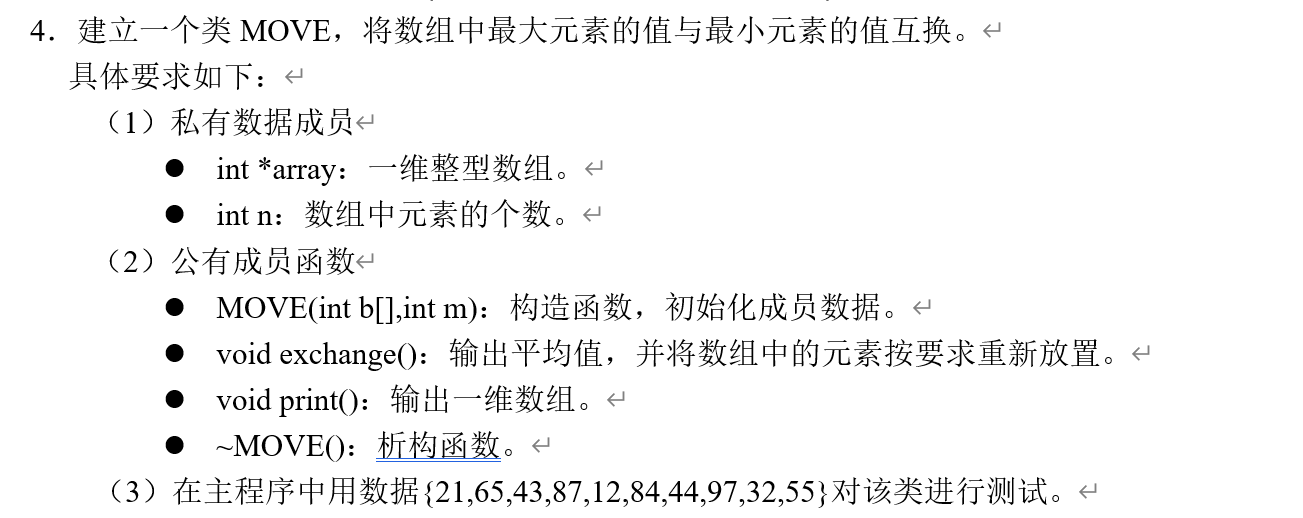 4．建立一个类 MOVE，将数组中最大元素的值与最小元素的值互换。↵
具体要求如下：↵
（1）私有数据成员↵
● int *array：一维整型数组。↵
● int n：数组中元素的个数。↵
（2）公有成员函数↵
● MOVE(int b[],int m)：构造函数，初始化成员数据。↵
● void exchange()：输出平均值，并将数组中的元素按要求重新放置。↵
● void print()：输出一维数组。↵
● ~MOVE()：析构函数。↵
（3）在主程序中用数据{21,65,43,87,12,84,44,97,32,55}对该类进行测试。↵